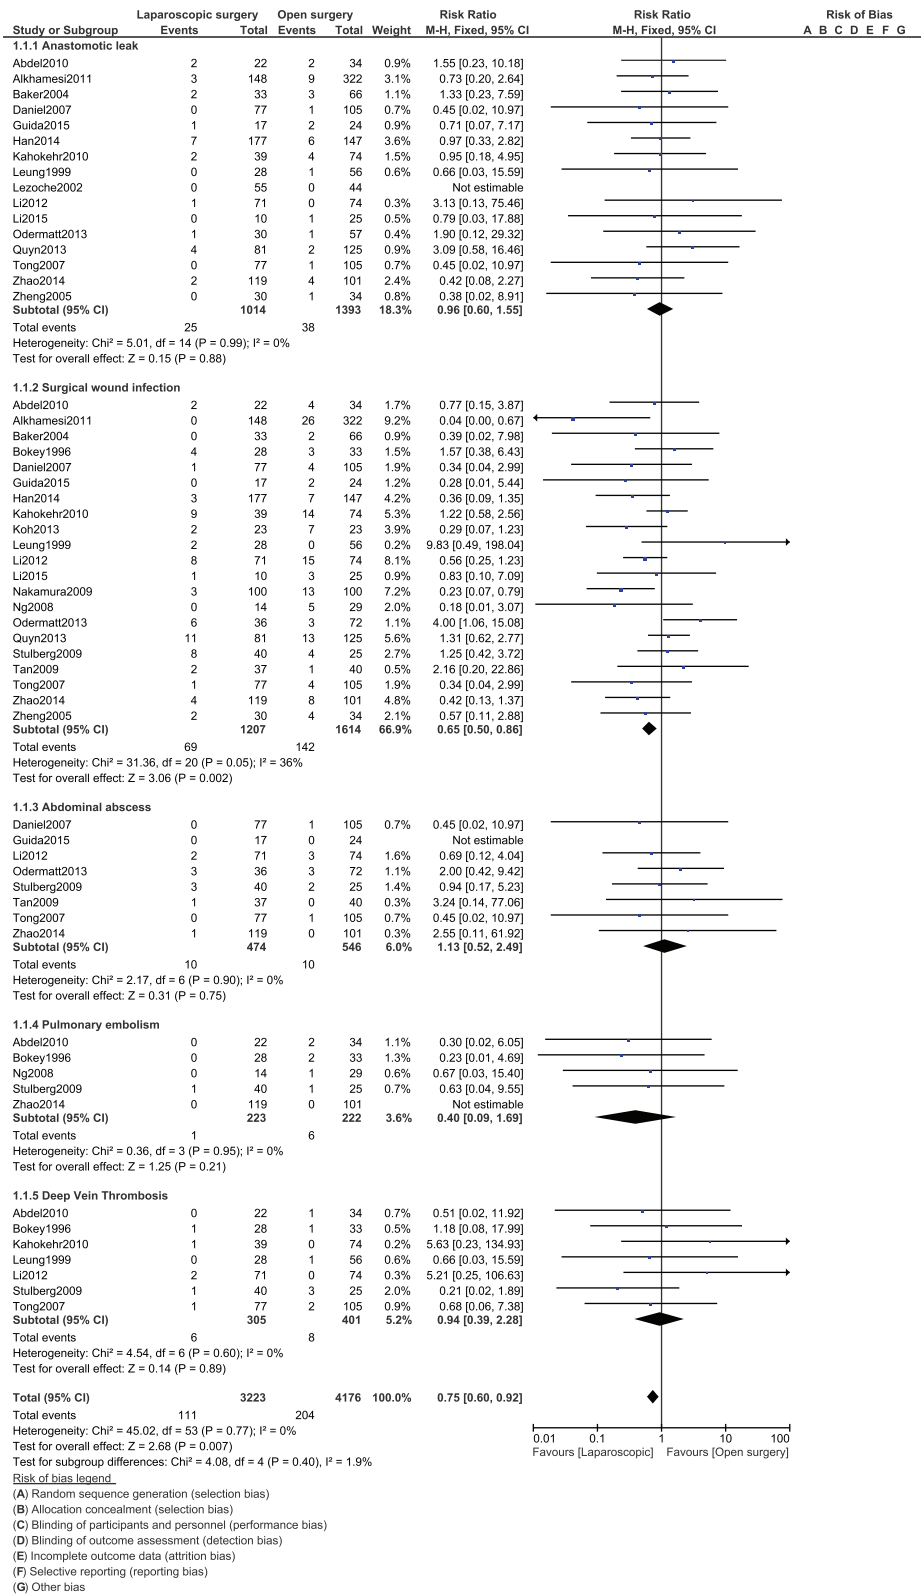 Laparoscopic surgery Open surgery Risk Ratio Risk Ratio Risk of Bias
Study or Subgroup Events Total Events Total Weight M-H, Fixed, 95% CI M-H, Fixed, 95% CI A B C D E F G
1.1.1 Anastomotic leak
Abdel2010 2 22 2 34 0.9% 1.55 [0.23, 10.18]
Alkhamesi2011 3 148 9 322 3.1% 0.73 [0.20, 2.64]
Baker2004 2 33 3 66 1.1% 1.33 [0.23, 7.59]
Daniel2007 0 77 1 105 0.7% 0.45 [0.02, 10.97]
Guida2015 1 17 2 24 0.9% 0.71 [0.07, 7.17]
Han2014 7 177 6 147 3.6% 0.97 [0.33, 2.82]
Kahokehr2010 2 39 4 74 1.5% 0.95 [0.18, 4.95]
Leung1999 0 28 1 56 0.6% 0.66 [0.03, 15.59]
Lezoche2002 0 55 0 44 Not estimable
Li2012 1 71 0 74 0.3% 3.13 [0.13, 75.46]
Li2015 0 10 1 25 0.5% 0.79 [0.03, 17.88]
Odermatt2013 1 30 1 57 0.4% 1.90 [0.12, 29.32]
Quyn2013 4 81 2 125 0.9% 3.09 [0.58, 16.46]
Tong2007 0 77 1 105 0.7% 0.45 [0.02, 10.97]
Zhao2014 2 119 4 101 2.4% 0.42 [0.08, 2.27]
Zheng2005 0 30 1 34 0.8% 0.38 [0.02, 8.91]
Subtotal (95% CI) 1014 1393 18.3% 0.96 [0.60, 1.55]
Total events 25 38
Heterogeneity: Chi² = 5.01, df = 14 (P = 0.99); I² = 0%
Test for overall effect: Z = 0.15 (P = 0.88)
1.1.2 Surgical wound infection
Abdel2010 2 22 4 34 1.7% 0.77 [0.15, 3.87]
Alkhamesi2011 0 148 26 322 9.2% 0.04 [0.00, 0.67]
Baker2004 0 33 2 66 0.9% 0.39 [0.02, 7.98]
Bokey1996 4 28 3 33 1.5% 1.57 [0.38, 6.43]
Daniel2007 1 77 4 105 1.9% 0.34 [0.04, 2.99]
Guida2015 0 17 2 24 1.2% 0.28 [0.01, 5.44]
Han2014 3 177 7 147 4.2% 0.36 [0.09, 1.35]
Kahokehr2010 9 39 14 74 5.3% 1.22 [0.58, 2.56]
Koh2013 2 23 7 23 3.9% 0.29 [0.07, 1.23]
Leung1999 2 28 0 56 0.2% 9.83 [0.49, 198.04]
Li2012 8 71 15 74 8.1% 0.56 [0.25, 1.23]
Li2015 1 10 3 25 0.9% 0.83 [0.10, 7.09]
Nakamura2009 3 100 13 100 7.2% 0.23 [0.07, 0.79]
Ng2008 0 14 5 29 2.0% 0.18 [0.01, 3.07]
Odermatt2013 6 36 3 72 1.1% 4.00 [1.06, 15.08]
Quyn2013 11 81 13 125 5.6% 1.31 [0.62, 2.77]
Stulberg2009 8 40 4 25 2.7% 1.25 [0.42, 3.72]
Tan2009 2 37 1 40 0.5% 2.16 [0.20, 22.86]
Tong2007 1 77 4 105 1.9% 0.34 [0.04, 2.99]
Zhao2014 4 119 8 101 4.8% 0.42 [0.13, 1.37]
Zheng2005 2 30 4 34 2.1% 0.57 [0.11, 2.88]
Subtotal (95% CI) 1207 1614 66.9% 0.65 [0.50, 0.86]
Total events 69 142
Heterogeneity: Chi² = 31.36, df = 20 (P = 0.05); I² = 36%
Test for overall effect: Z = 3.06 (P = 0.002)
1.1.3 Abdominal abscess
Daniel2007 0 77 1 105 0.7% 0.45 [0.02, 10.97]
Guida2015 0 17 0 24 Not estimable
Li2012 2 71 3 74 1.6% 0.69 [0.12, 4.04]
Odermatt2013 3 36 3 72 1.1% 2.00 [0.42, 9.42]
Stulberg2009 3 40 2 25 1.4% 0.94 [0.17, 5.23]
Tan2009 1 37 0 40 0.3% 3.24 [0.14, 77.06]
Tong2007 0 77 1 105 0.7% 0.45 [0.02, 10.97]
Zhao2014 1 119 0 101 0.3% 2.55 [0.11, 61.92]
Subtotal (95% CI) 474 546 6.0% 1.13 [0.52, 2.49]
Total events 10 10
Heterogeneity: Chi² = 2.17, df = 6 (P = 0.90); I² = 0%
Test for overall effect: Z = 0.31 (P = 0.75)
1.1.4 Pulmonary embolism
Abdel2010 0 22 2 34 1.1% 0.30 [0.02, 6.05]
Bokey1996 0 28 2 33 1.3% 0.23 [0.01, 4.69]
Ng2008 0 14 1 29 0.6% 0.67 [0.03, 15.40]
Stulberg2009 1 40 1 25 0.7% 0.63 [0.04, 9.55]
Zhao2014 0 119 0 101 Not estimable
Subtotal (95% CI) 223 222 3.6% 0.40 [0.09, 1.69]
Total events 1 6
Heterogeneity: Chi² = 0.36, df = 3 (P = 0.95); I² = 0%
Test for overall effect: Z = 1.25 (P = 0.21)
1.1.5 Deep Vein Thrombosis
Abdel2010 0 22 1 34 0.7% 0.51 [0.02, 11.92]
Bokey1996 1 28 1 33 0.5% 1.18 [0.08, 17.99]
Kahokehr2010 1 39 0 74 0.2% 5.63 [0.23, 134.93]
Leung1999 0 28 1 56 0.6% 0.66 [0.03, 15.59]
Li2012 2 71 0 74 0.3% 5.21 [0.25, 106.63]
Stulberg2009 1 40 3 25 2.0% 0.21 [0.02, 1.89]
Tong2007 1 77 2 105 0.9% 0.68 [0.06, 7.38]
Subtotal (95% CI) 305 401 5.2% 0.94 [0.39, 2.28]
Total events 6 8
Heterogeneity: Chi² = 4.54, df = 6 (P = 0.60); I² = 0%
Test for overall effect: Z = 0.14 (P = 0.89)
Total (95% CI) 3223 4176 100.0% 0.75 [0.60, 0.92]
Total events 111 204
Heterogeneity: Chi² = 45.02, df = 53 (P = 0.77); I² = 0%
Test for overall effect: Z = 2.68 (P = 0.007)
Test for subgroup differences: Chi² = 4.08, df = 4 (P = 0.40), I² = 1.9%
0.01 0.1 1 10 100
Favours [Laparoscopic] Favours [Open surgery]
Risk of bias legend
(A) Random sequence generation (selection bias)
(B) Allocation concealment (selection bias)
(C) Blinding of participants and personnel (performance bias)
(D) Blinding of outcome assessment (detection bias)
(E) Incomplete outcome data (attrition bias)
(F) Selective reporting (reporting bias)
(G) Other bias